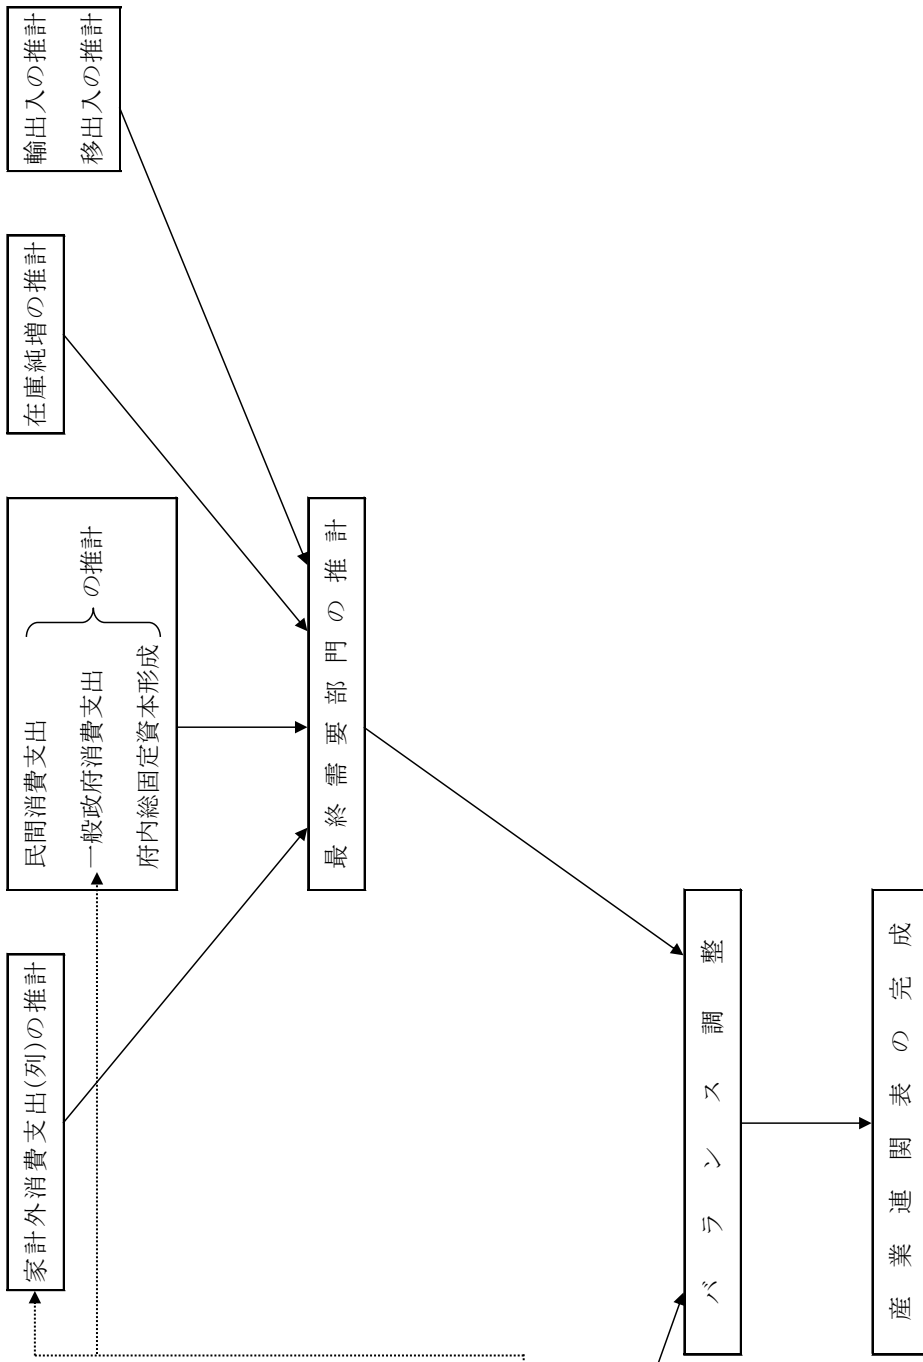 家計外消費支出(列)の推計
民間消費支出
一般政府消費支出
府内総固定資本形成
の推計
在庫純増の推計
輸出入の推計
移出入の推計
最終需要部門の推計
バランス調整
産業連関表の完成